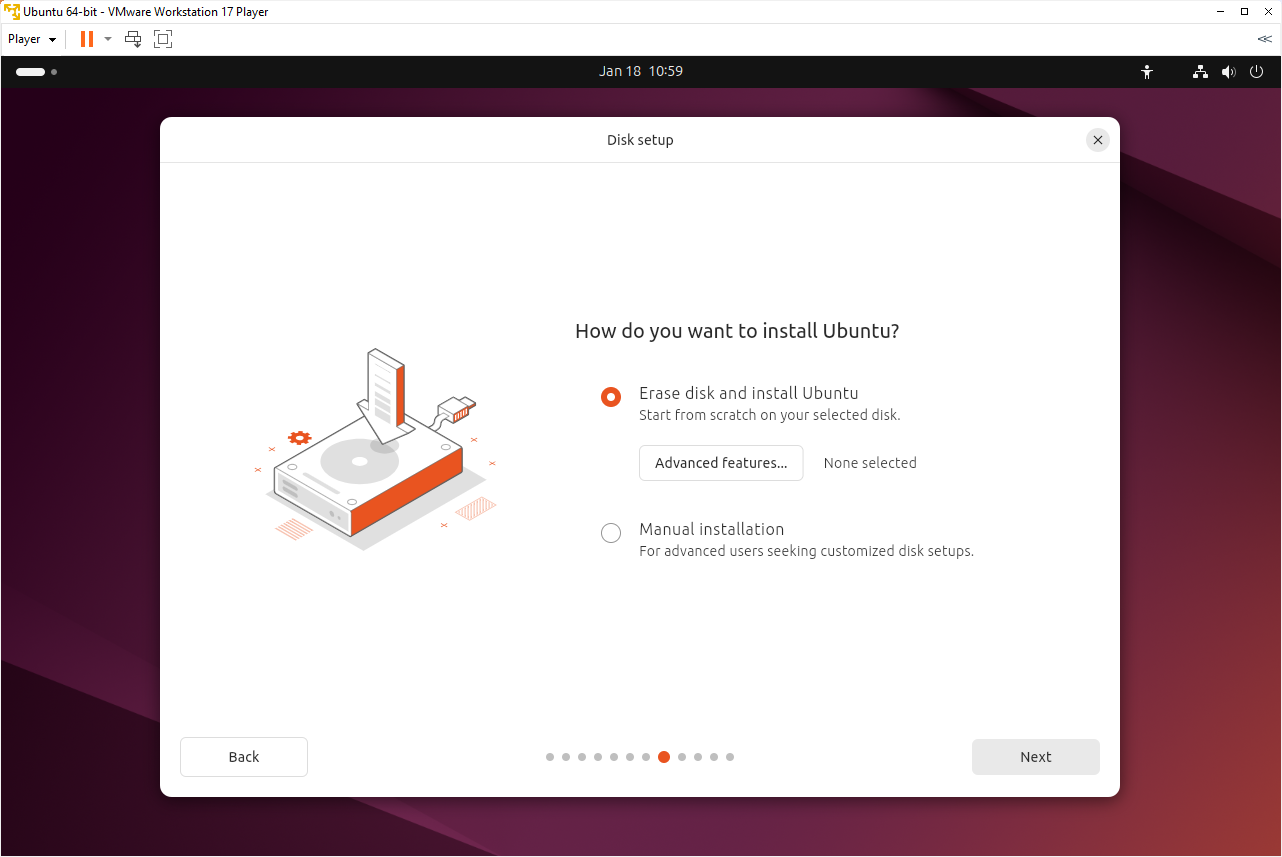 Ubuntu 64-bit - VMware Workstation 17 Player
Player
Jan 18 10:59
Disk setup
How do you want to install Ubuntu?
Erase disk and install Ubuntu
Start from scratch on your selected disk.
Advanced features... None selected
Manual installation
For advanced users seeking customized disk setups.
Back Next